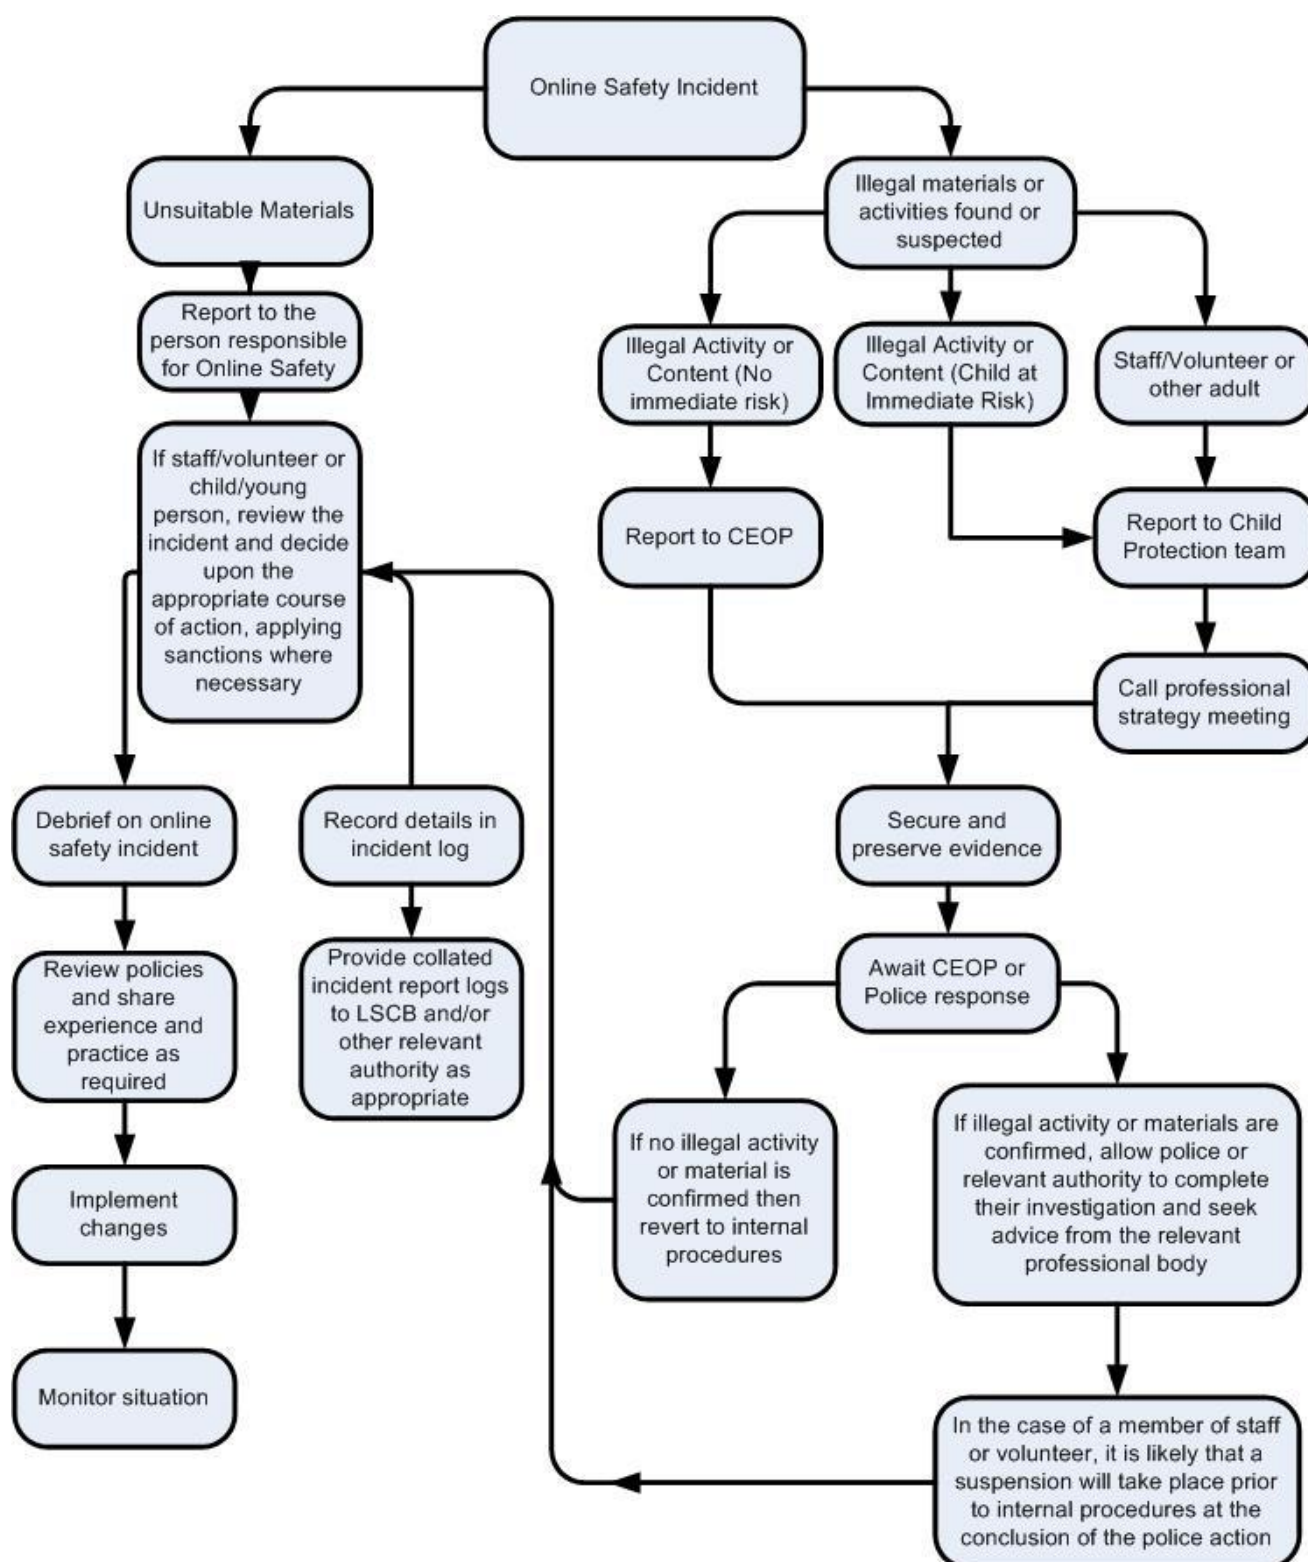 Online Safety Incident
Unsuitable Materials
Report to the
person responsible
for Online Safety
If staff/volunteer or
child/young
person, review the
incident and decide
upon the
appropriate course
of action, applying
sanctions where
necessary
Debrief on online
safety incident
Review policies
and share
experience and
practice as
required
Implement
changes
Monitor situation
Record details in
incident log
Provide collated
incident report logs
to LSCB and/or
other relevant
authority as
appropriate
Illegal materials or
activities found or
suspected
Illegal Activity or
Content (No
immediate risk)
Illegal Activity or
Content (Child at
Immediate Risk)
Staff/Volunteer or
other adult
Report to CEOP
Report to Child
Protection team
Call professional
strategy meeting
Secure and
preserve evidence
Await CEOP or
Police response
If no illegal activity
or material is
confirmed then
revert to internal
procedures
If illegal activity or materials are
confirmed, allow police or
relevant authority to complete
their investigation and seek
advice from the relevant
professional body
In the case of a member of staff
or volunteer, it is likely that a
suspension will take place prior
to internal procedures at the
conclusion of the police action